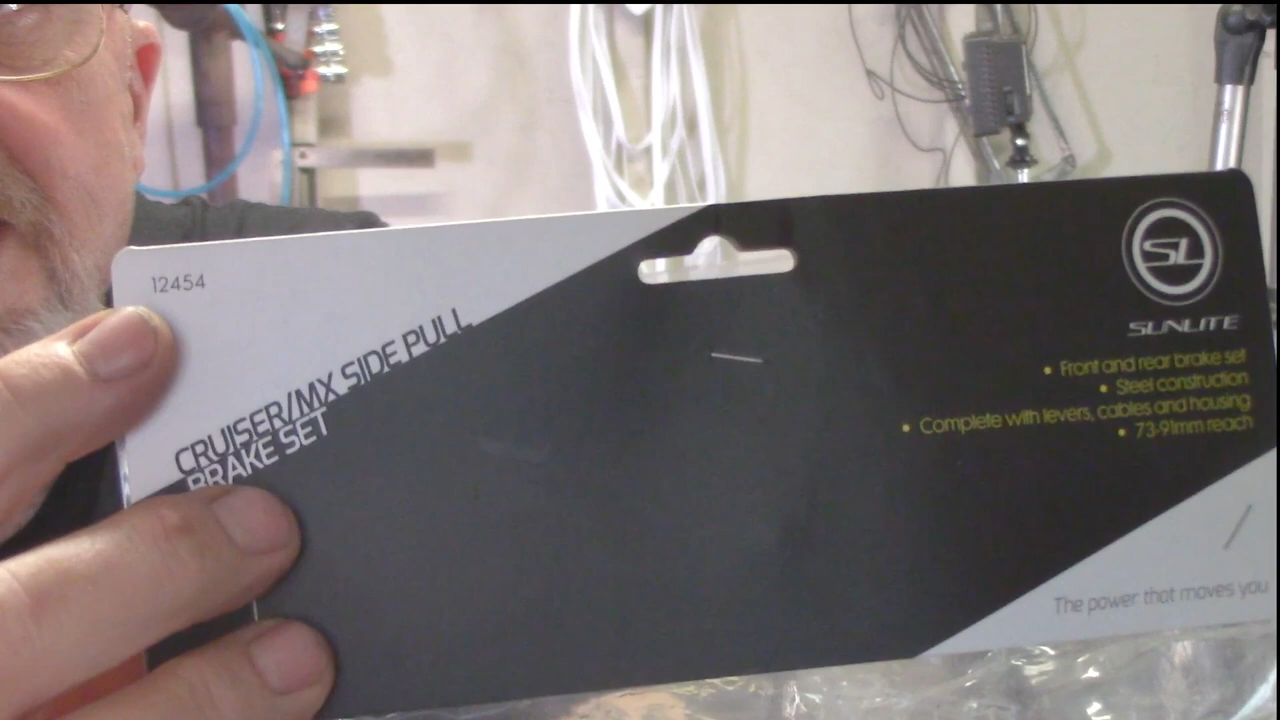 12454
CRUISER/MX SIDE PULL
BRAKE SET
SL
SUNLITE
• Front and rear brake set
• Steel construction
• Complete with levers, cables and housing
• 73-91mm reach
The power that moves you